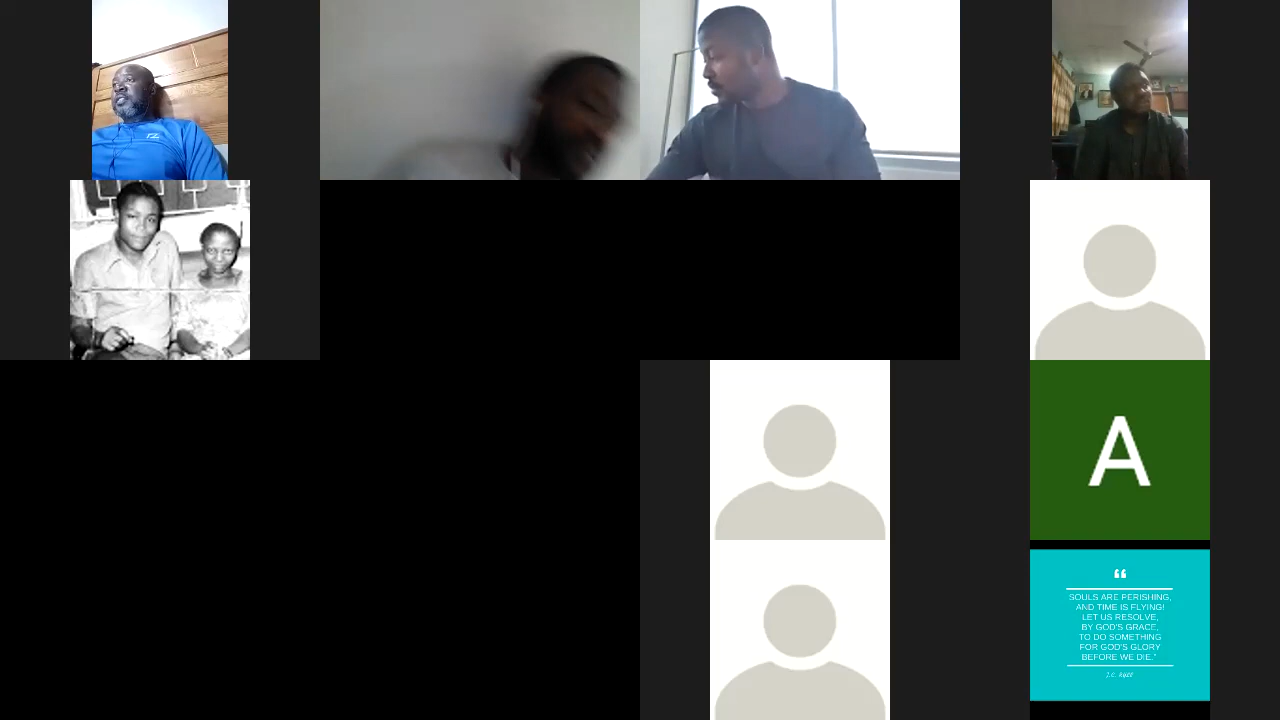 A
“
SOULS ARE PERISHING,
AND TIME IS FLYING!
LET US RESOLVE,
BY GOD'S GRACE,
TO DO SOMETHING
FOR GOD'S GLORY
BEFORE WE DIE."
J.C. Ryle